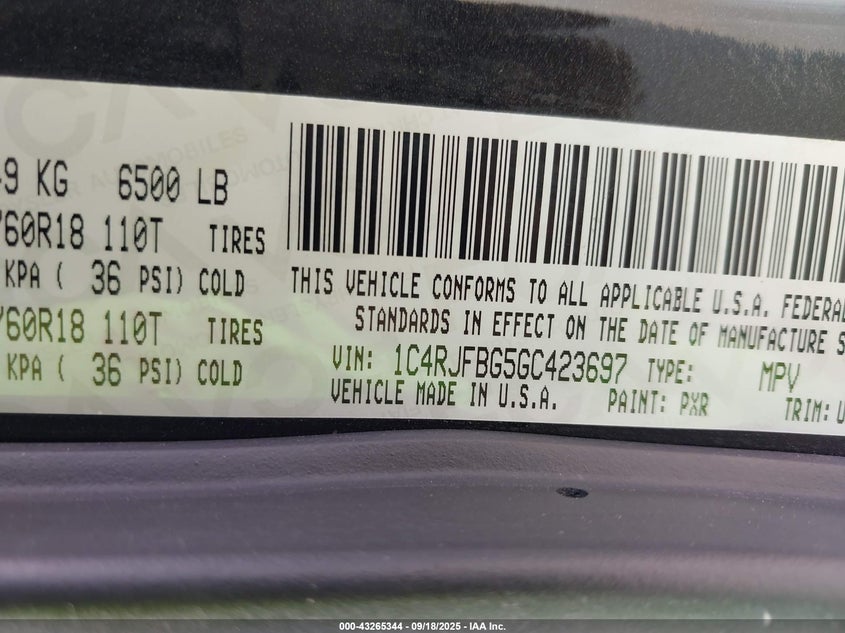 49 KG 6500 LB
/60R18 110T TIRES
KPA ( 36 PSI) COLD
/60R18 110T TIRES
KPA ( 36 PSI) COLD
THIS VEHICLE CONFORMS TO ALL APPLICABLE U.S.A. FEDERAL
STANDARDS IN EFFECT ON THE DATE OF MANUFACTURE S
VIN: 1C4RJFBG5GC423697 TYPE: MPV
VEHICLE MADE IN U.S.A. PAINT: PXR TRIM: U
000-43265344 - 09/18/2025 - IAA Inc.